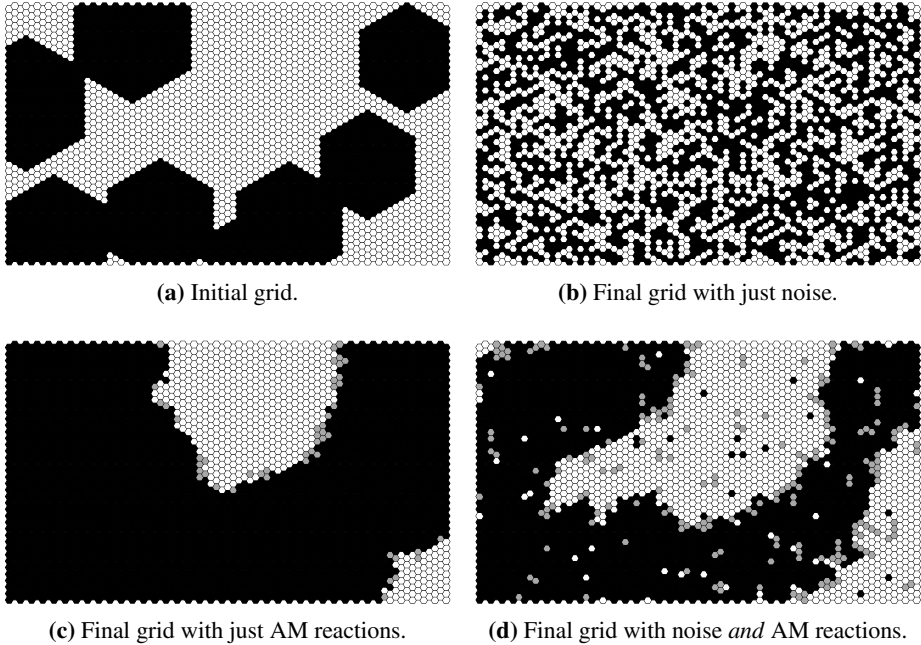 (a) Initial grid.
(b) Final grid with just noise.
(c) Final grid with just AM reactions.
(d) Final grid with noise and AM reactions.